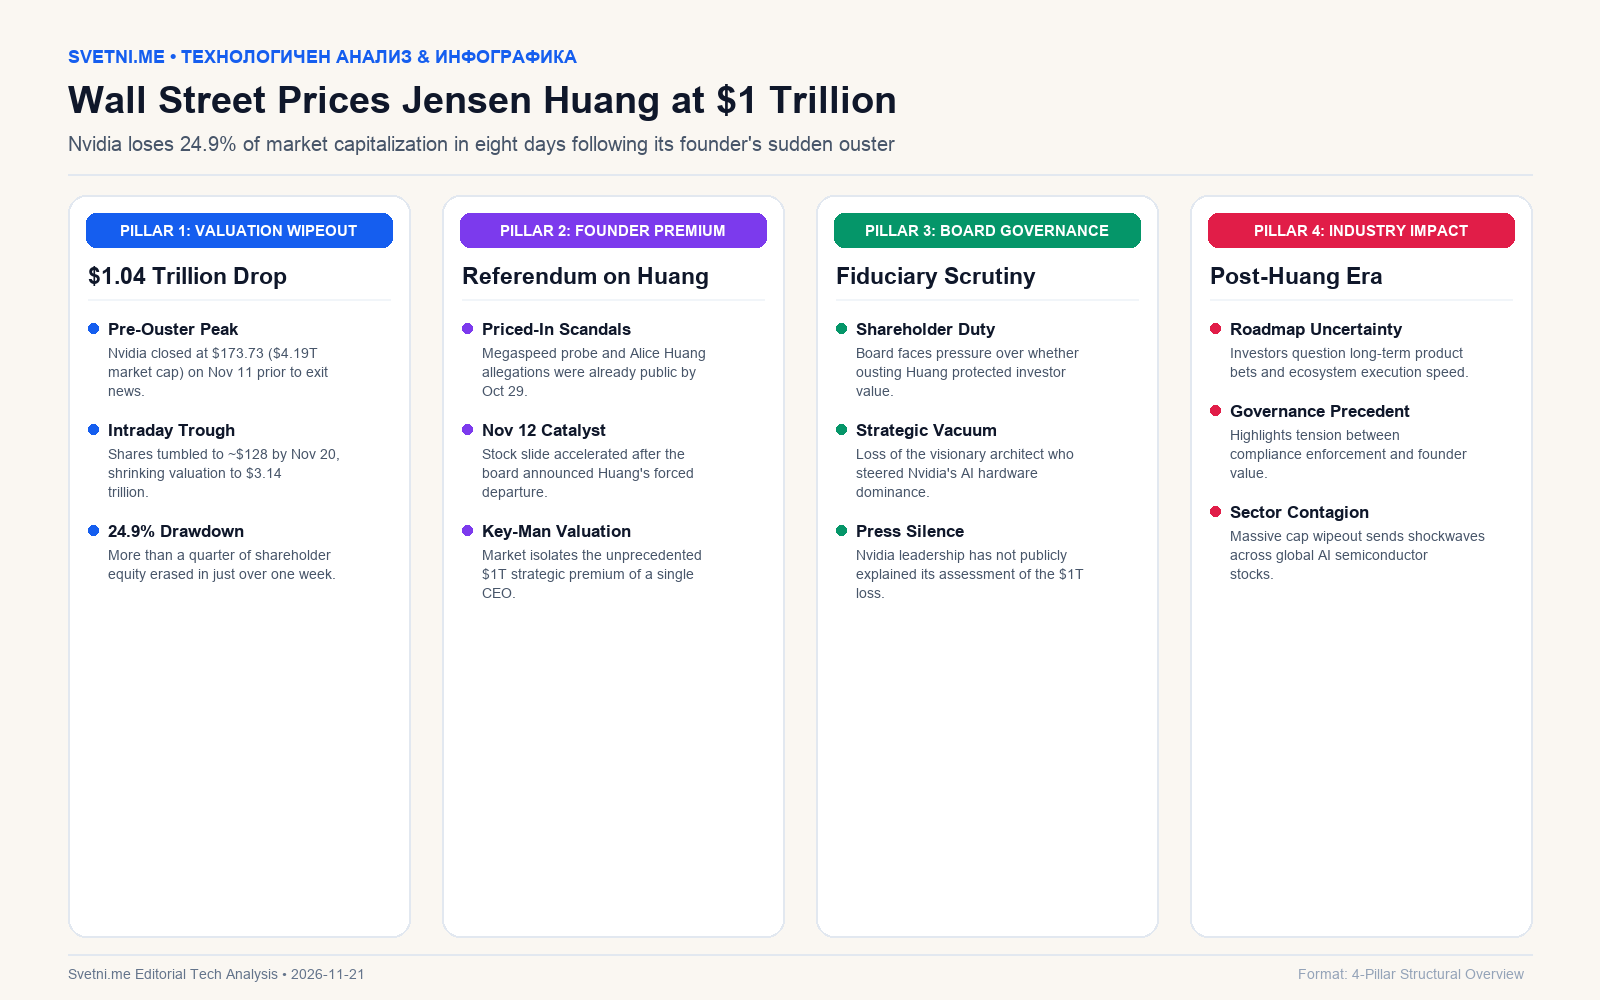 SVETNI.ME • ТЕХНОЛОГИЧЕН АНАЛИЗ & ИНФОГРАФИКА
Wall Street Prices Jensen Huang at $1 Trillion
Nvidia loses 24.9% of market capitalization in eight days following its founder's sudden ouster
PILLAR 1: VALUATION WIPEOUT
$1.04 Trillion Drop
Pre-Ouster Peak
Nvidia closed at $173.73 ($4.19T
market cap) on Nov 11 prior to exit
news.
Intraday Trough
Shares tumbled to ~$128 by Nov 20,
shrinking valuation to $3.14
trillion.
24.9% Drawdown
More than a quarter of shareholder
equity erased in just over one week.
PILLAR 2: FOUNDER PREMIUM
Referendum on Huang
Priced-In Scandals
Megaspeed probe and Alice Huang
allegations were already public by
Oct 29.
Nov 12 Catalyst
Stock slide accelerated after the
board announced Huang's forced
departure.
Key-Man Valuation
Market isolates the unprecedented
$1T strategic premium of a single
CEO.
PILLAR 3: BOARD GOVERNANCE
Fiduciary Scrutiny
Shareholder Duty
Board faces pressure over whether
ousting Huang protected investor
value.
Strategic Vacuum
Loss of the visionary architect who
steered Nvidia's AI hardware
dominance.
Press Silence
Nvidia leadership has not publicly
explained its assessment of the $1T
loss.
PILLAR 4: INDUSTRY IMPACT
Post-Huang Era
Roadmap Uncertainty
Investors question long-term product
bets and ecosystem execution speed.
Governance Precedent
Highlights tension between
compliance enforcement and founder
value.
Sector Contagion
Massive cap wipeout sends shockwaves
across global AI semiconductor
stocks.
Svetni.me Editorial Tech Analysis • 2026-11-21
Format: 4-Pillar Structural Overview